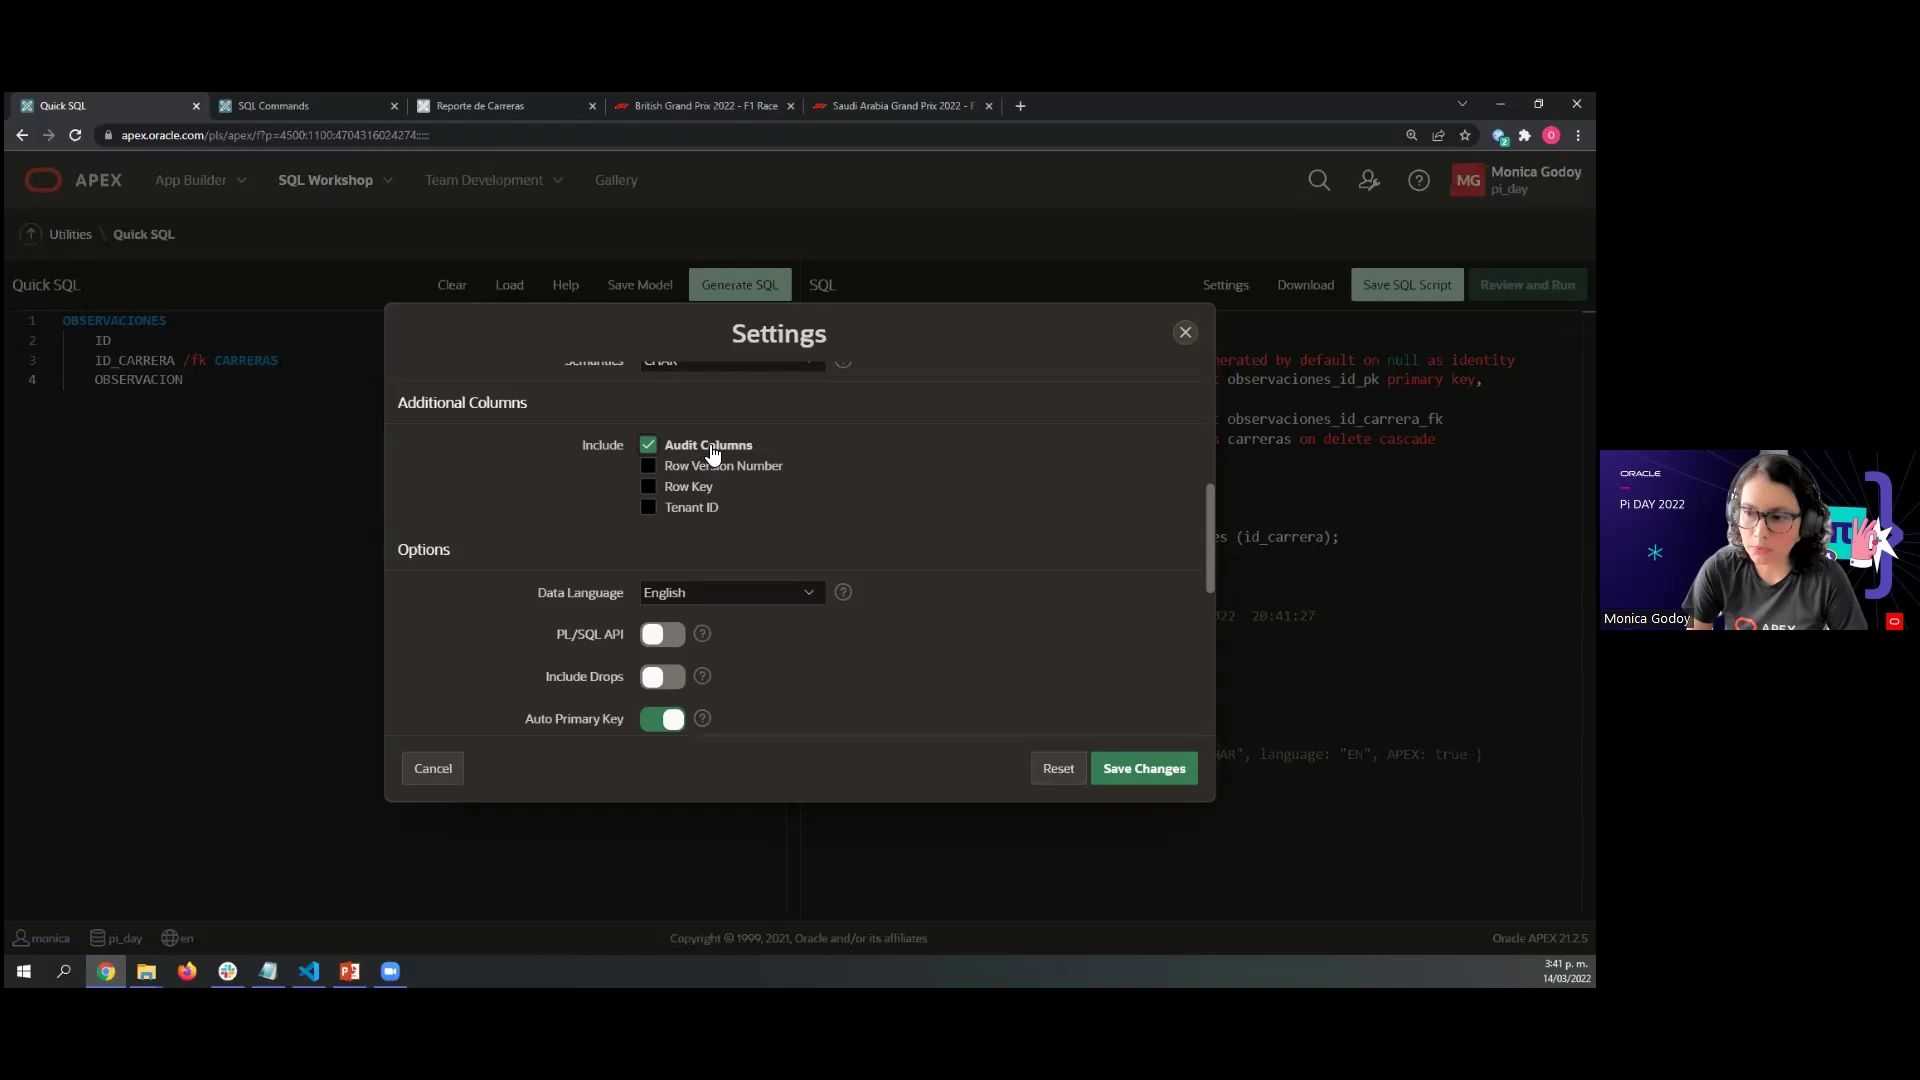 Quick SQL
SQL Commands
Reporte de Carreras
British Grand Prix 2022 - F1 Race
Saudi Arabia Grand Prix 2022 - F
apex.oracle.com/pls/apex/f?p=4500:1100:4704316024274:::::
APEX
App Builder
SQL Workshop
Team Development
Gallery
MG
Monica Godoy
pi_day
Utilities \ Quick SQL
Quick SQL
Clear
Load
Help
Save Model
Generate SQL
SQL
Settings
Download
Save SQL Script
Review and Run
1 OBSERVACIONES
2 ID
3 ID_CARRERA /fk CARRERAS
4 OBSERVACION
erated by default on null as identity
observaciones_id_pk primary key,
observaciones_id_carrera_fk
carreras on delete cascade
es (id_carrera);
22 20:41:27
HAR", language: "EN", APEX: true }
Settings
Semantics
CHAR
Additional Columns
Include
Audit Columns
Row Version Number
Row Key
Tenant ID
Options
Data Language
English
PL/SQL API
Include Drops
Auto Primary Key
Cancel
Reset
Save Changes
monica
pi_day
en
Copyright © 1999, 2021, Oracle and/or its affiliates.
Oracle APEX 21.2.5
3:41 p. m.
14/03/2022
ORACLE
Pi DAY 2022
APEX
Monica Godoy